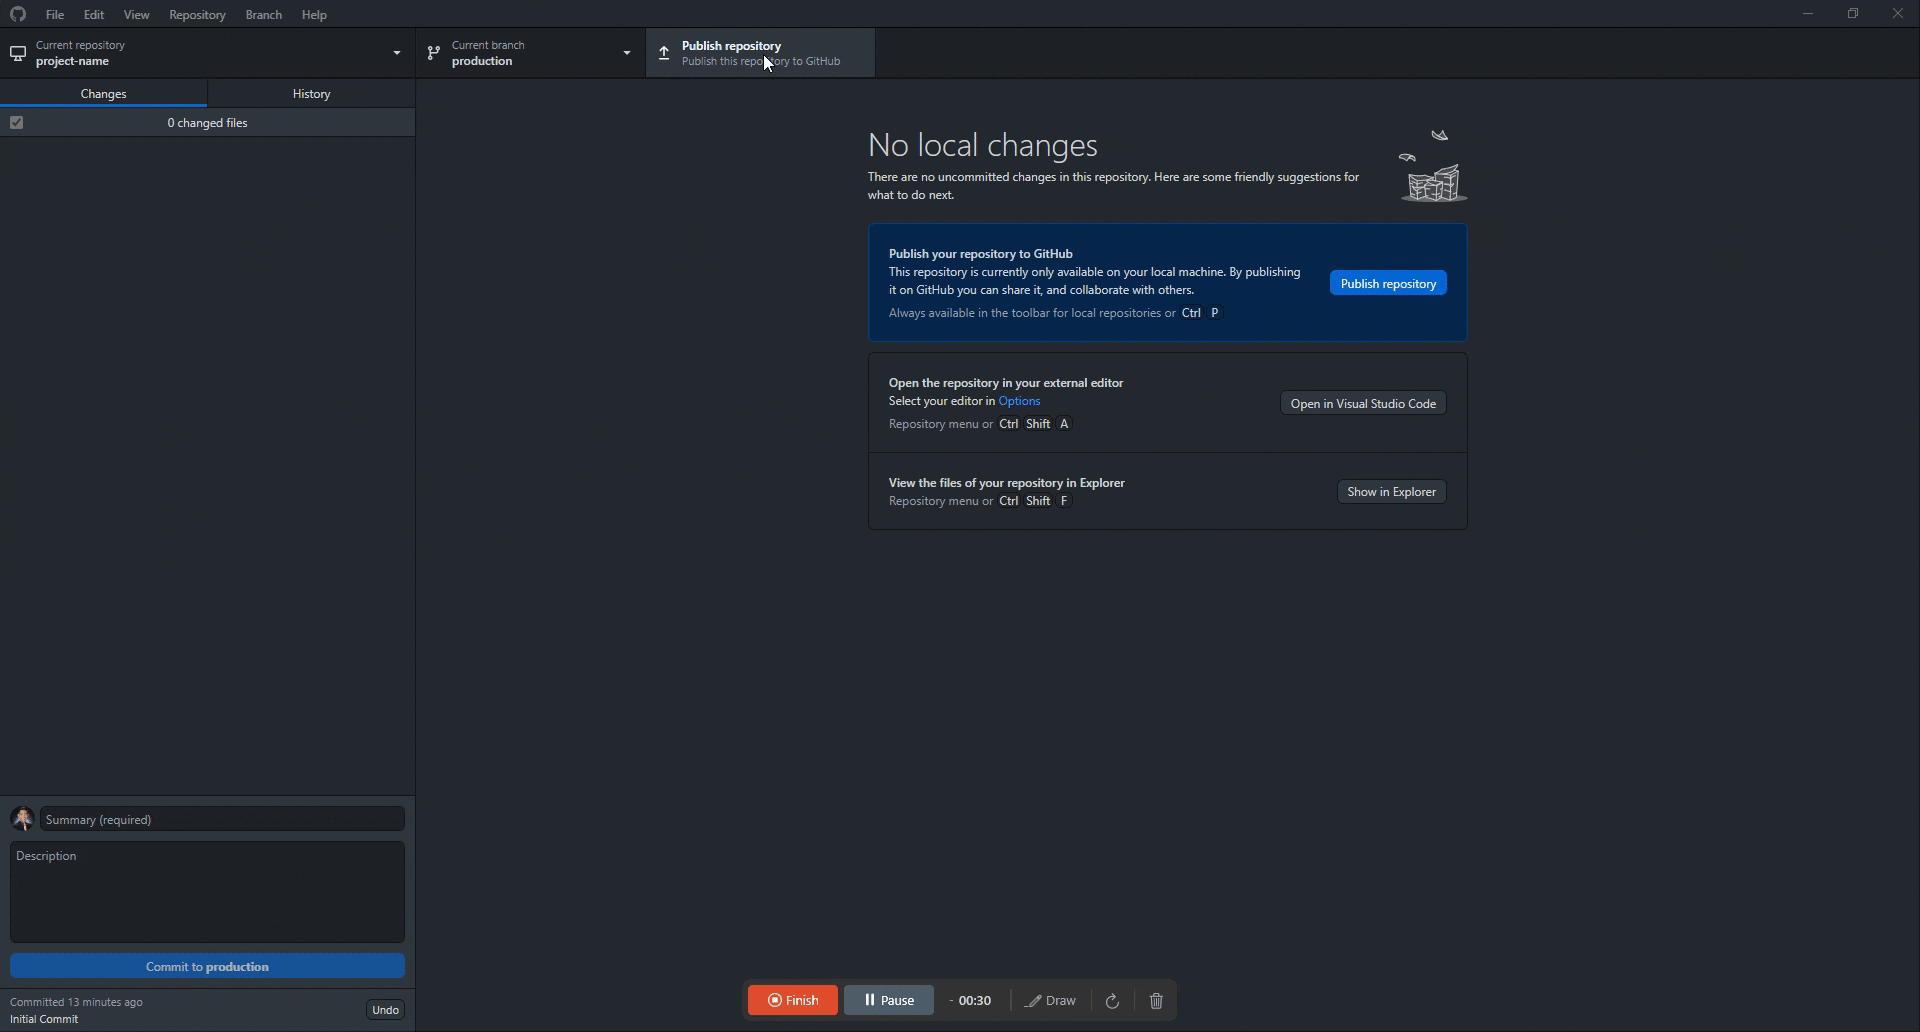 File Edit View Repository Branch Help
Current repository
project-name
Current branch
production
Publish repository
Publish this repository to GitHub
Changes
History
0 changed files
No local changes
There are no uncommitted changes in this repository. Here are some friendly suggestions for
what to do next.
Publish your repository to GitHub
This repository is currently only available on your local machine. By publishing
it on GitHub you can share it, and collaborate with others.
Always available in the toolbar for local repositories or Ctrl P
Publish repository
Open the repository in your external editor
Select your editor in Options
Repository menu or Ctrl Shift A
Open in Visual Studio Code
View the files of your repository in Explorer
Repository menu or Ctrl Shift F
Show in Explorer
Summary (required)
Description
Commit to production
Committed 13 minutes ago
Initial Commit
Undo
Finish
Pause
- 00:30
Draw